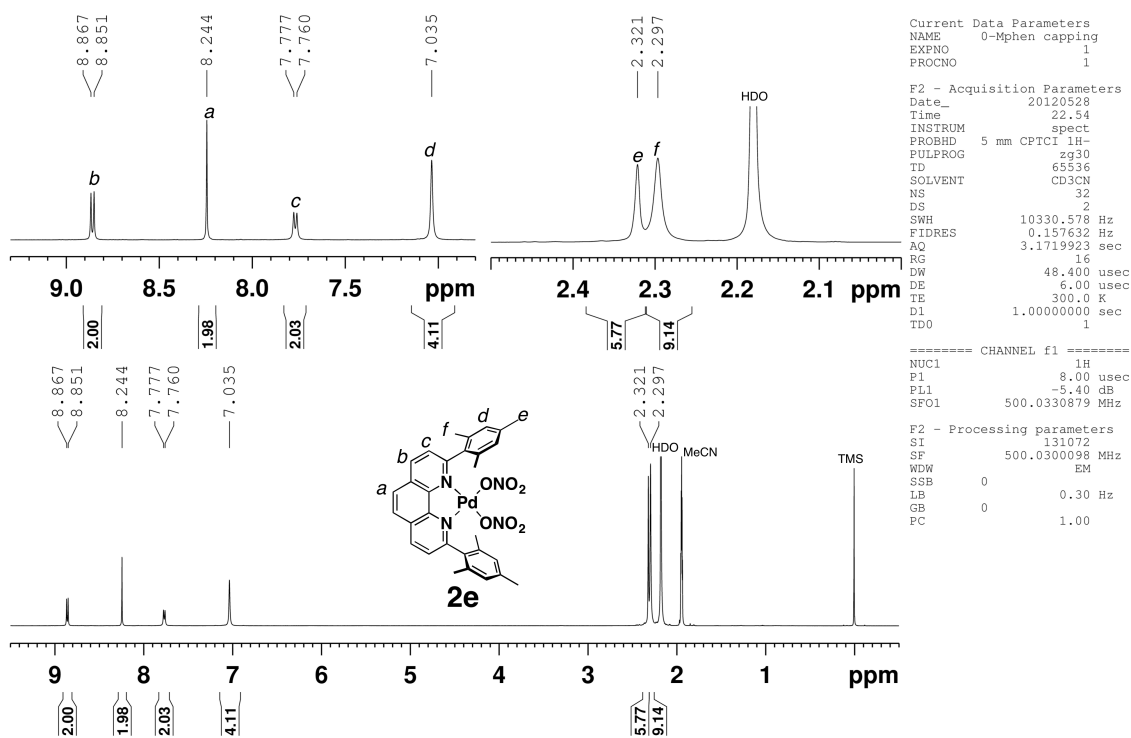 8.867
8.851
8.244
7.777
7.760
7.035
2.321
2.297
b
a
c
d
e
f
HDO
9.0
8.5
8.0
7.5
ppm
2.4
2.3
2.2
2.1
ppm
2.00
1.98
2.03
4.11
5.77
9.14
8.867
8.851
8.244
7.777
7.760
7.035
2.321
2.297
f
d
e
c
b
a
N
N
Pd
ONO2
ONO2
2e
HDO
MeCN
TMS
9
8
7
6
5
4
3
2
1
ppm
2.00
1.98
2.03
4.11
5.77
9.14
Current Data Parameters
NAME 0-Mphen capping
EXPNO 1
PROCNO 1
F2 - Acquisition Parameters
Date_ 20120528
Time 22.54
INSTRUM spect
PROBHD 5 mm CPTCI 1H-
PULPROG zg30
TD 65536
SOLVENT CD3CN
NS 32
DS 2
SWH 10330.578 Hz
FIDRES 0.157632 Hz
AQ 3.1719923 sec
RG 16
DW 48.400 usec
DE 6.00 usec
TE 300.0 K
D1 1.00000000 sec
TD0 1
======== CHANNEL f1 ========
NUC1 1H
P1 8.00 usec
PL1 -5.40 dB
SFO1 500.0330879 MHz
F2 - Processing parameters
SI 131072
SF 500.0300098 MHz
WDW EM
SSB 0
LB 0.30 Hz
GB 0
PC 1.00